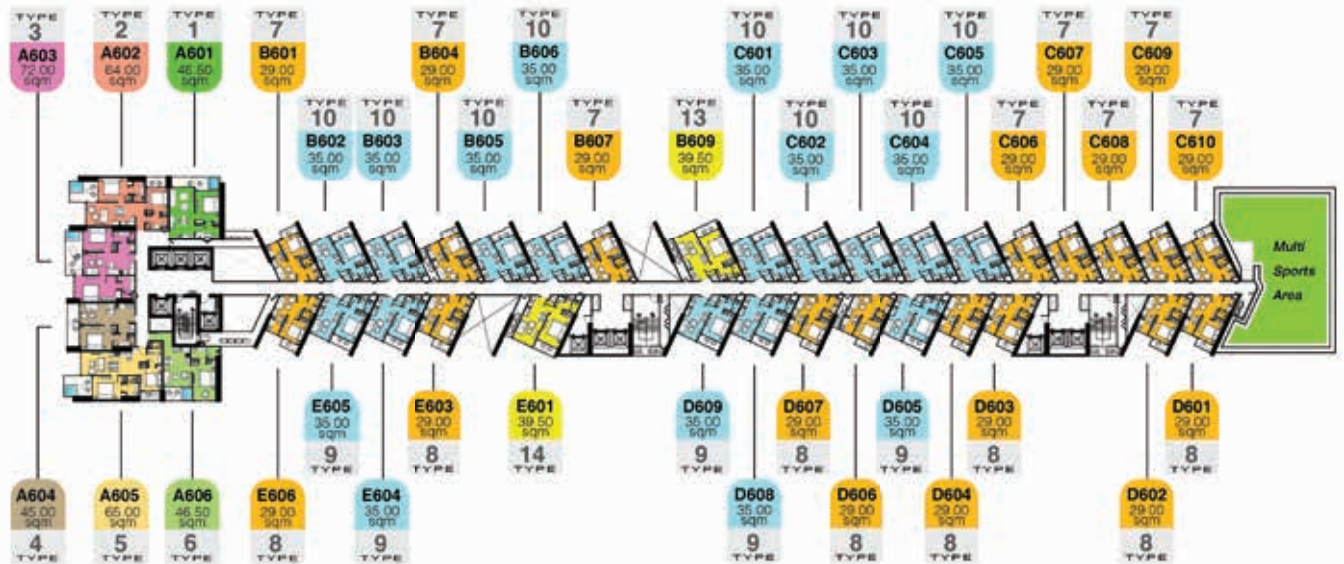 TYPE
3
A603
72.00
sqm
TYPE
2
A602
64.00
sqm
TYPE
1
A601
46.50
sqm
TYPE
7
B601
29.00
sqm
TYPE
7
B604
29.00
sqm
TYPE
10
B606
35.00
sqm
TYPE
10
C601
35.00
sqm
TYPE
10
C603
35.00
sqm
TYPE
10
C605
35.00
sqm
TYPE
7
C607
29.00
sqm
TYPE
7
C609
29.00
sqm
TYPE
10
B602
35.00
sqm
TYPE
10
B603
35.00
sqm
TYPE
10
B605
35.00
sqm
TYPE
7
B607
29.00
sqm
TYPE
13
B609
39.50
sqm
TYPE
10
C602
35.00
sqm
TYPE
10
C604
35.00
sqm
TYPE
7
C606
29.00
sqm
TYPE
7
C608
29.00
sqm
TYPE
7
C610
29.00
sqm
Multi
Sports
Area
E605
35.00
sqm
9
TYPE
E603
29.00
sqm
8
TYPE
E601
39.50
sqm
14
TYPE
D609
35.00
sqm
9
TYPE
D607
29.00
sqm
8
TYPE
D605
35.00
sqm
9
TYPE
D603
29.00
sqm
8
TYPE
D601
29.00
sqm
8
TYPE
A604
45.00
sqm
4
TYPE
A605
65.00
sqm
5
TYPE
A606
46.50
sqm
6
TYPE
E606
29.00
sqm
8
TYPE
E604
35.00
sqm
9
TYPE
D608
35.00
sqm
9
TYPE
D606
29.00
sqm
8
TYPE
D604
29.00
sqm
8
TYPE
D602
29.00
sqm
8
TYPE